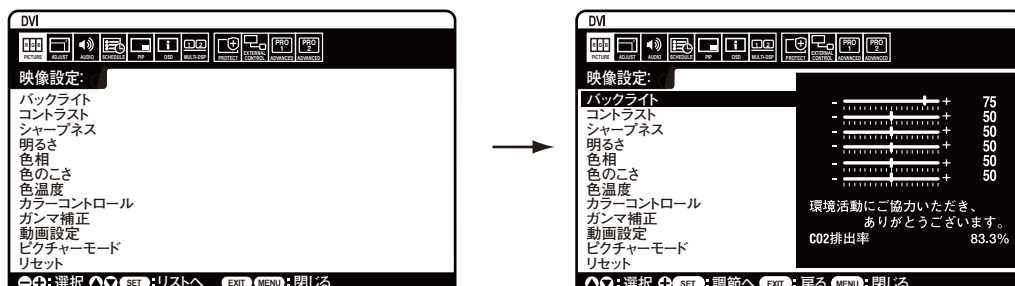 DVI
RGB
PICTURE ADJUST AUDIO SCHEDULE PIP OSD MULTI-DSP PROTECT EXTERNAL CONTROL PRO 1 ADVANCED PRO 2 ADVANCED
映像設定:
バックライト
コントラスト
シャープネス
明るさ
色相
色のこさ
色温度
カラーコントロール
ガンマ補正
動画設定
ピクチャーモード
リセット
:選択 SET :リストへ EXIT MENU :閉じる
DVI
RGB
PICTURE ADJUST AUDIO SCHEDULE PIP OSD MULTI-DSP PROTECT EXTERNAL CONTROL PRO 1 ADVANCED PRO 2 ADVANCED
映像設定:
バックライト - + 75
コントラスト - + 50
シャープネス - + 50
明るさ - + 50
色相 - + 50
色のこさ - + 50
色温度
カラーコントロール
ガンマ補正
動画設定
ピクチャーモード
リセット
環境活動にご協力いただき、
ありがとうございます。
CO2排出率 83.3%
:選択 SET :調節へ EXIT :戻る MENU :閉じる